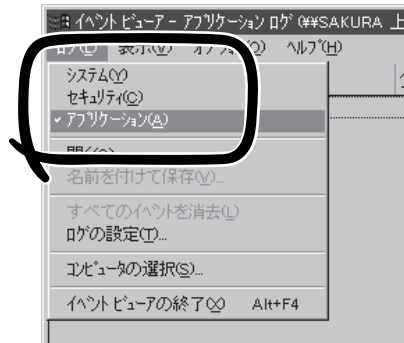 イベント ビューア - アプリケーション ログ (\\SAKURA 上
ログ(L) 表示(V) オプション(O) ヘルプ(H)
システム(Y)
セキュリティ(C)
アプリケーション(A)
開く(O)...
名前を付けて保存(V)...
すべてのイベントを消去(L)
ログの設定(T)...
コンピュータの選択(S)...
イベント ビューアの終了(X) Alt+F4